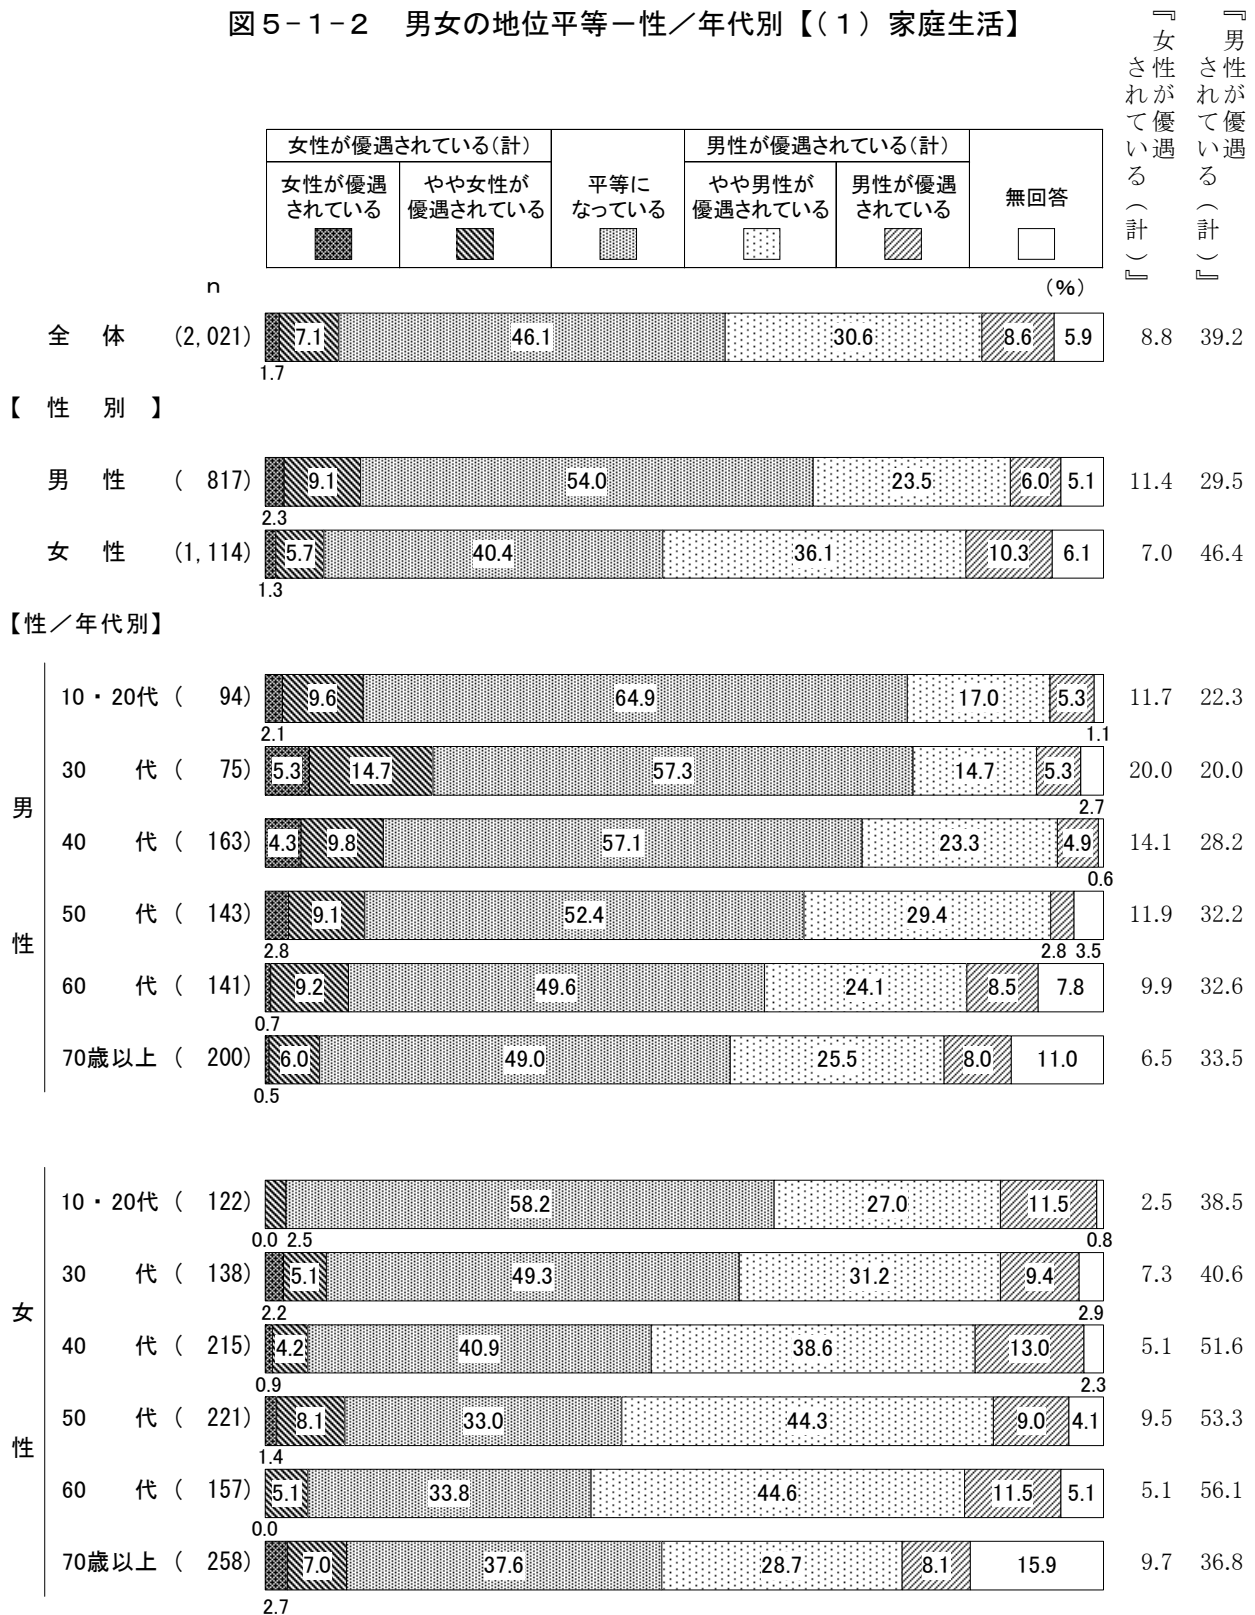 図5-1-2 男女の地位平等-性/年代別【(1)家庭生活】
『女性が優遇されている(計)』
『男性が優遇されている(計)』
女性が優遇されている(計)
男性が優遇されている(計)
女性が優遇
されている
やや女性が
優遇されている
平等に
なっている
やや男性が
優遇されている
男性が優遇
されている
無回答
n (%)
全体 (2,021) 7.1 46.1 30.6 8.6 5.9 8.8 39.2
1.7
【性別】
男性 (817) 9.1 54.0 23.5 6.0 5.1 11.4 29.5
2.3
女性 (1,114) 5.7 40.4 36.1 10.3 6.1 7.0 46.4
1.3
【性/年代別】
男性
10・20代 (94) 9.6 64.9 17.0 5.3 11.7 22.3
2.1 1.1
30代 (75) 5.3 14.7 57.3 14.7 5.3 20.0 20.0
2.7
40代 (163) 4.3 9.8 57.1 23.3 4.9 14.1 28.2
0.6
50代 (143) 9.1 52.4 29.4 11.9 32.2
2.8 2.8 3.5
60代 (141) 9.2 49.6 24.1 8.5 7.8 9.9 32.6
0.7
70歳以上 (200) 6.0 49.0 25.5 8.0 11.0 6.5 33.5
0.5
女性
10・20代 (122) 58.2 27.0 11.5 2.5 38.5
0.0 2.5 0.8
30代 (138) 5.1 49.3 31.2 9.4 7.3 40.6
2.2 2.9
40代 (215) 4.2 40.9 38.6 13.0 5.1 51.6
0.9 2.3
50代 (221) 8.1 33.0 44.3 9.0 4.1 9.5 53.3
1.4
60代 (157) 5.1 33.8 44.6 11.5 5.1 5.1 56.1
0.0
70歳以上 (258) 7.0 37.6 28.7 8.1 15.9 9.7 36.8
2.7